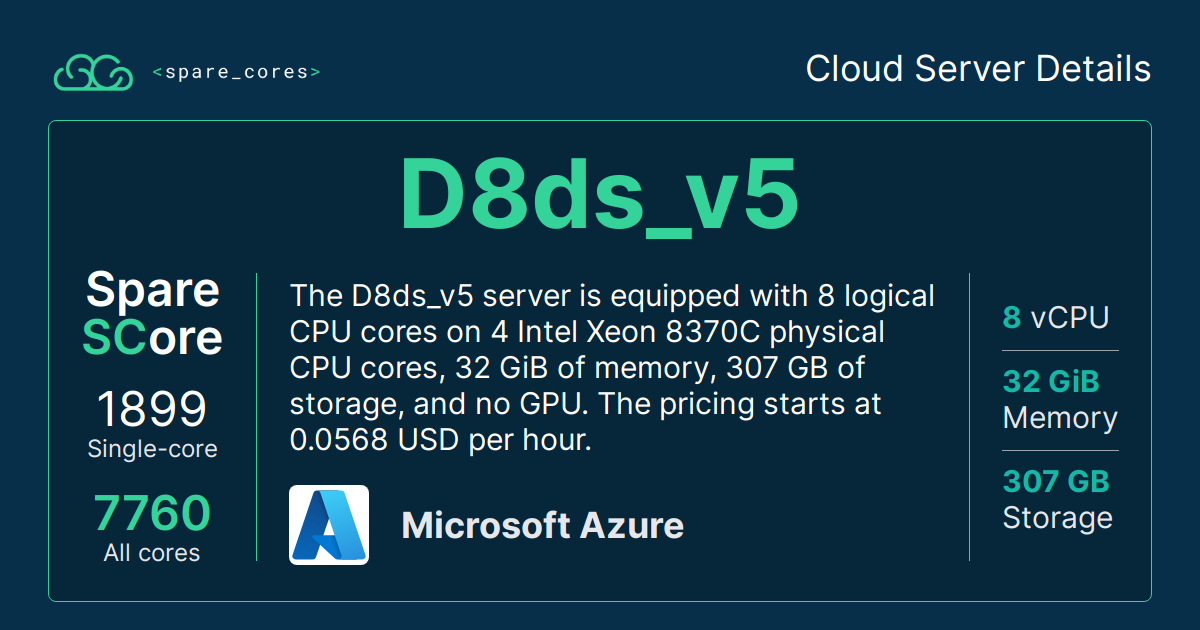 <spare_cores>
Cloud Server Details
D8ds_v5
Spare
SCore
1899
Single-core
7760
All cores
The D8ds_v5 server is equipped with 8 logical
CPU cores on 4 Intel Xeon 8370C physical
CPU cores, 32 GiB of memory, 307 GB of
storage, and no GPU. The pricing starts at
0.0568 USD per hour.
Microsoft Azure
8 vCPU
32 GiB
Memory
307 GB
Storage